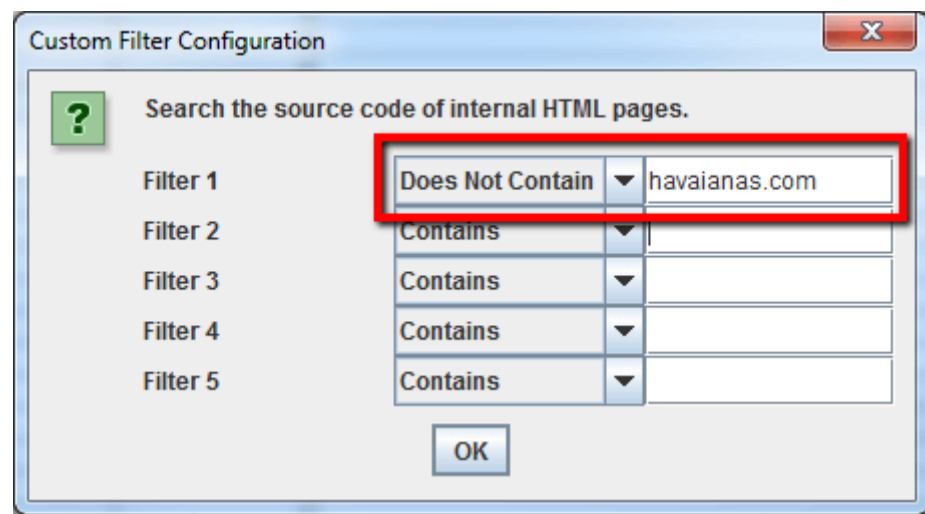 Custom Filter Configuration
Search the source code of internal HTML pages.
Filter 1 Does Not Contain havaianas.com
Filter 2 Contains
Filter 3 Contains
Filter 4 Contains
Filter 5 Contains
OK